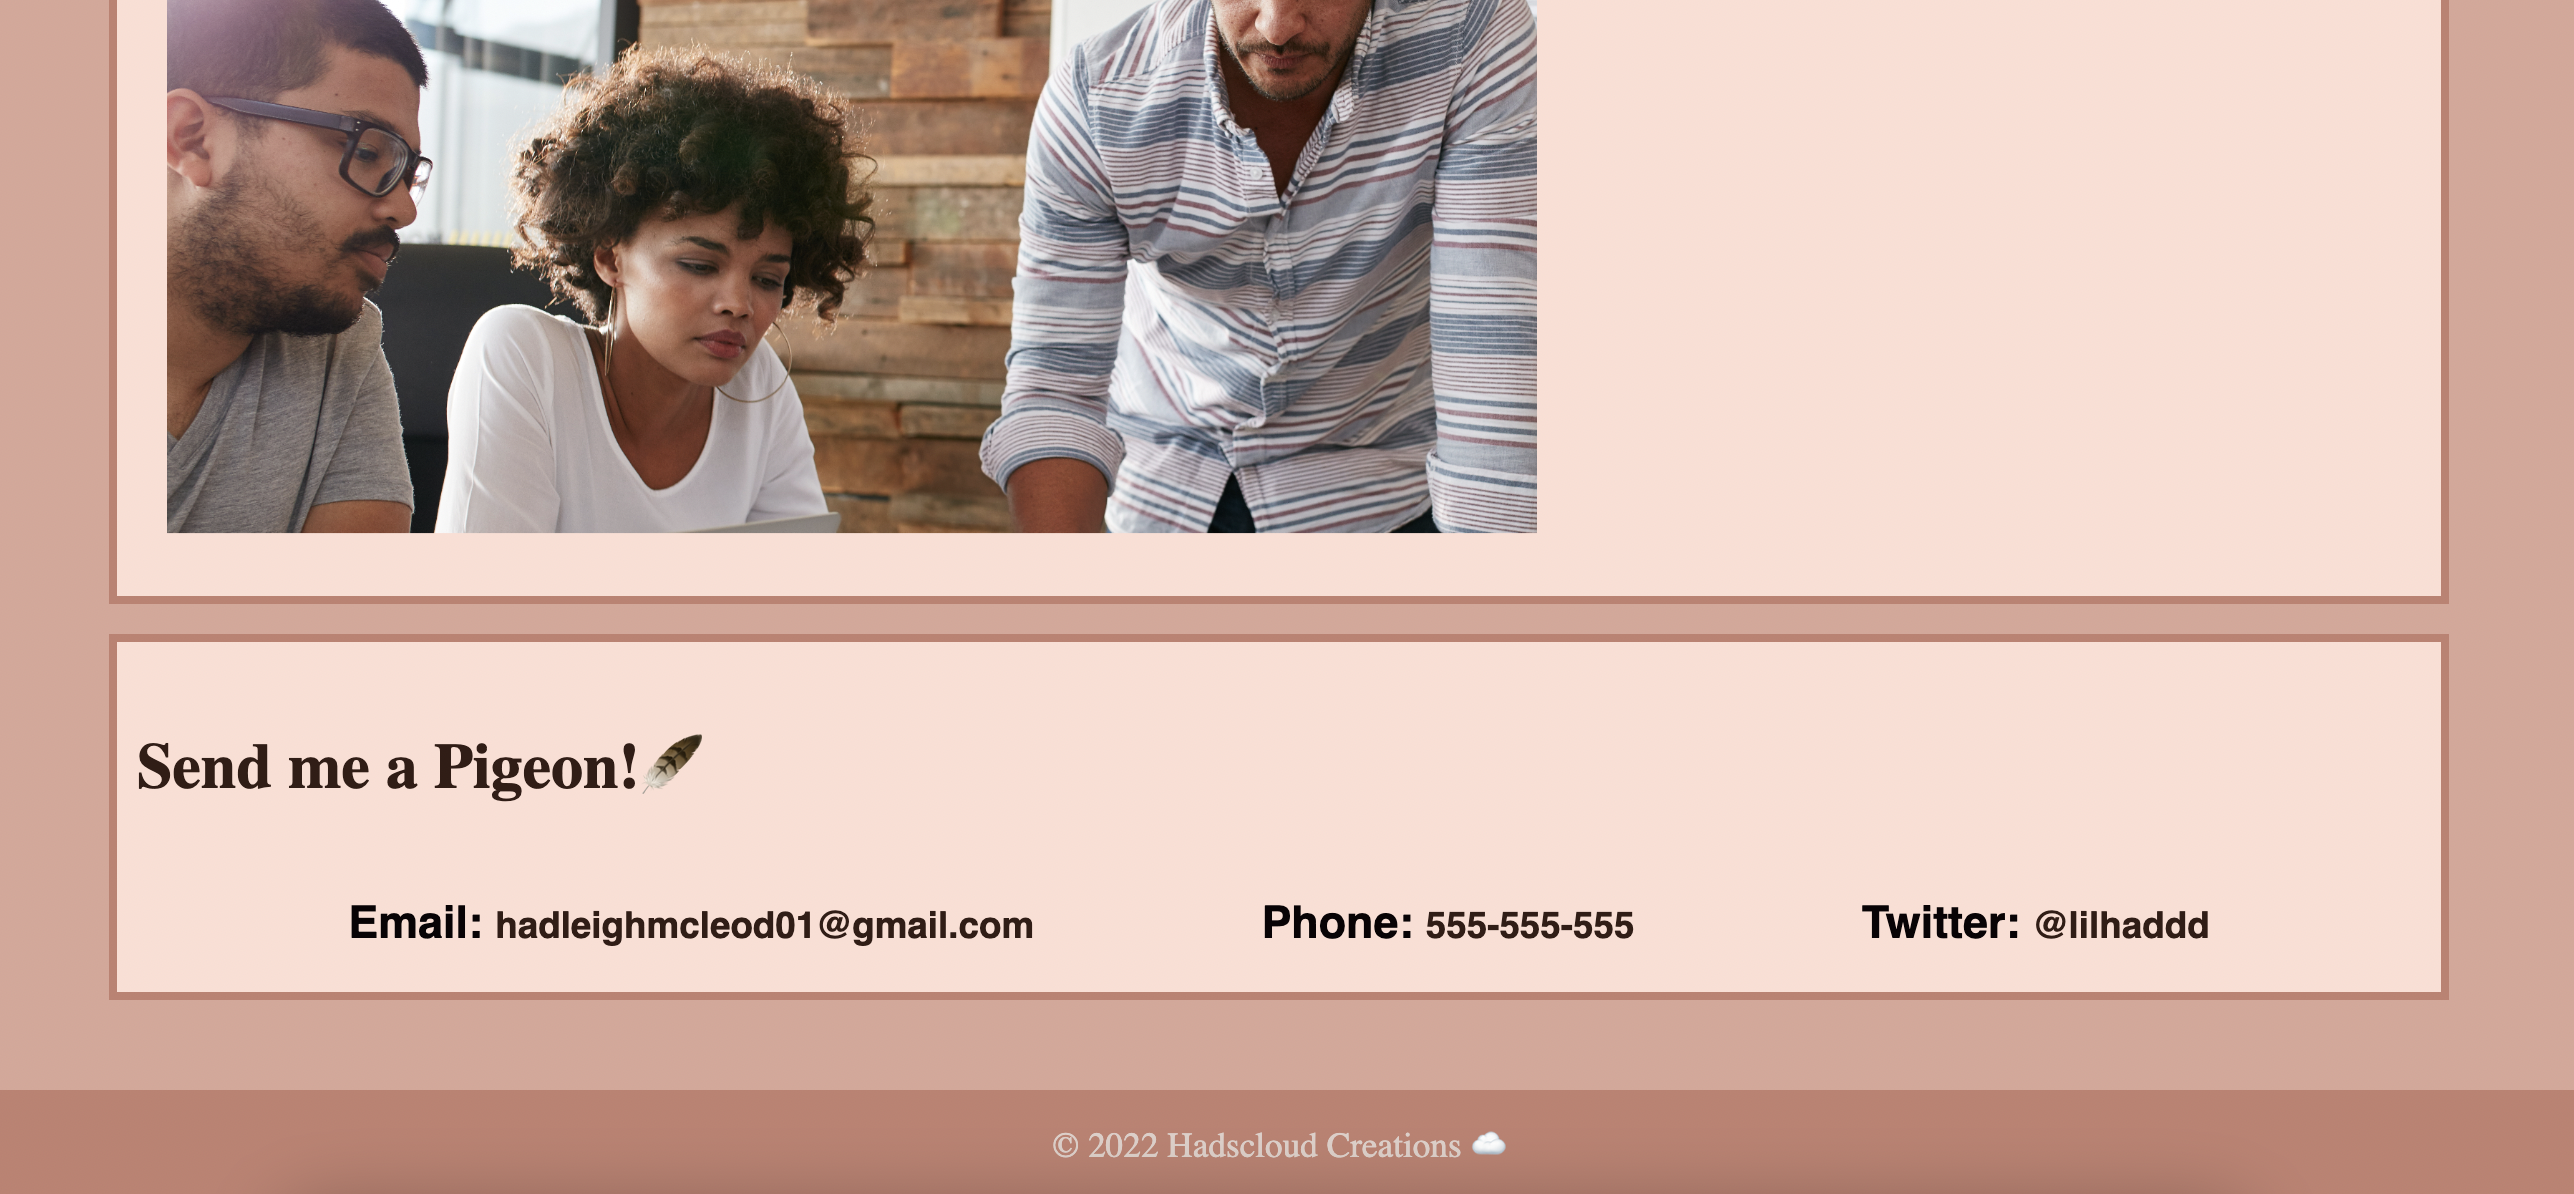 Send me a Pigeon!🪶
Email: hadleighmcleod01@gmail.com Phone: 555-555-555 Twitter: @lilhaddd
© 2022 Hadscloud Creations ☁️